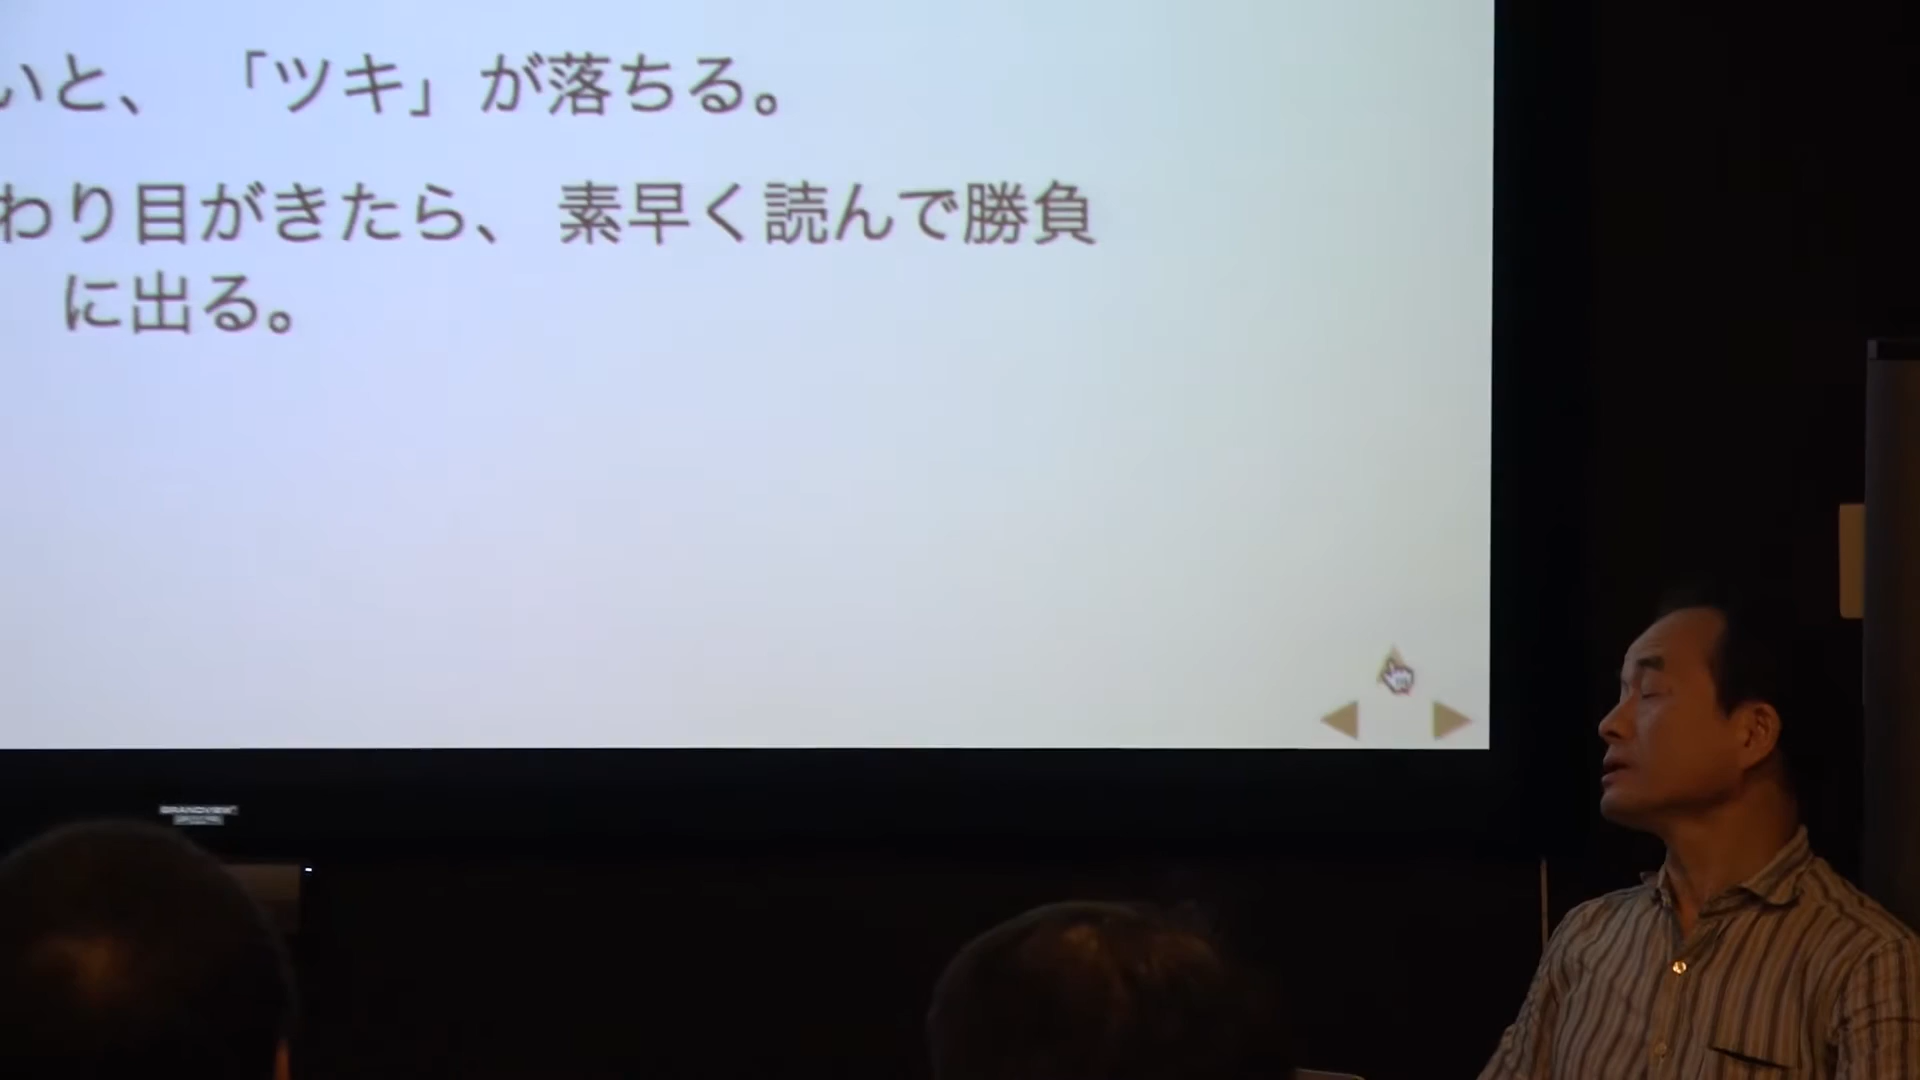 いと、 「ツキ」が落ちる。
わり目がきたら、 素早く読んで勝負
に出る。
GRANDVIEW